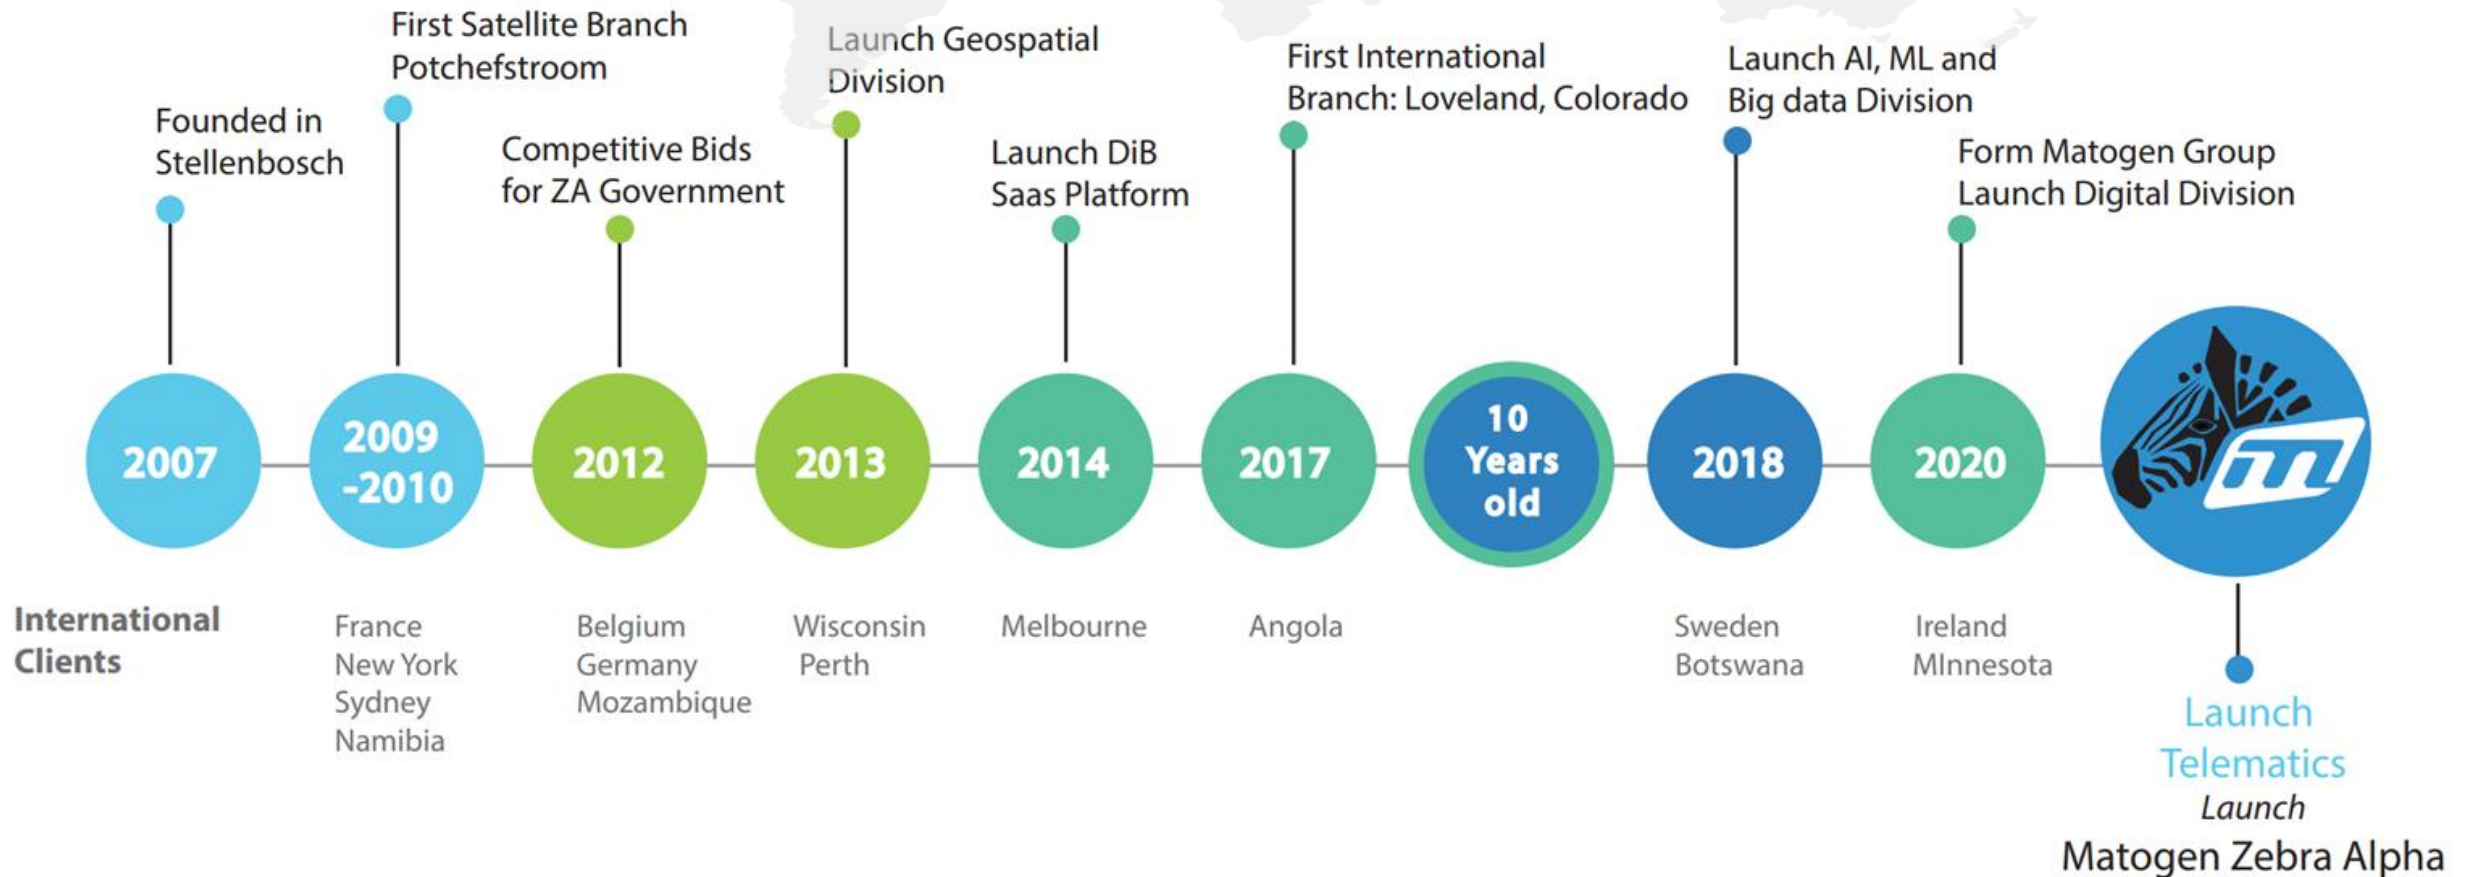 Founded in
Stellenbosch
First Satellite Branch
Potchefstroom
Competitive Bids
for ZA Government
Launch Geospatial
Division
Launch DiB
Saas Platform
First International
Branch: Loveland, Colorado
Launch AI, ML and
Big data Division
Form Matogen Group
Launch Digital Division
2007
2009
-2010
2012
2013
2014
2017
10
Years
old
2018
2020
m
International
Clients
France
New York
Sydney
Namibia
Belgium
Germany
Mozambique
Wisconsin
Perth
Melbourne
Angola
Sweden
Botswana
Ireland
MInnesota
Launch
Telematics
Launch
Matogen Zebra Alpha